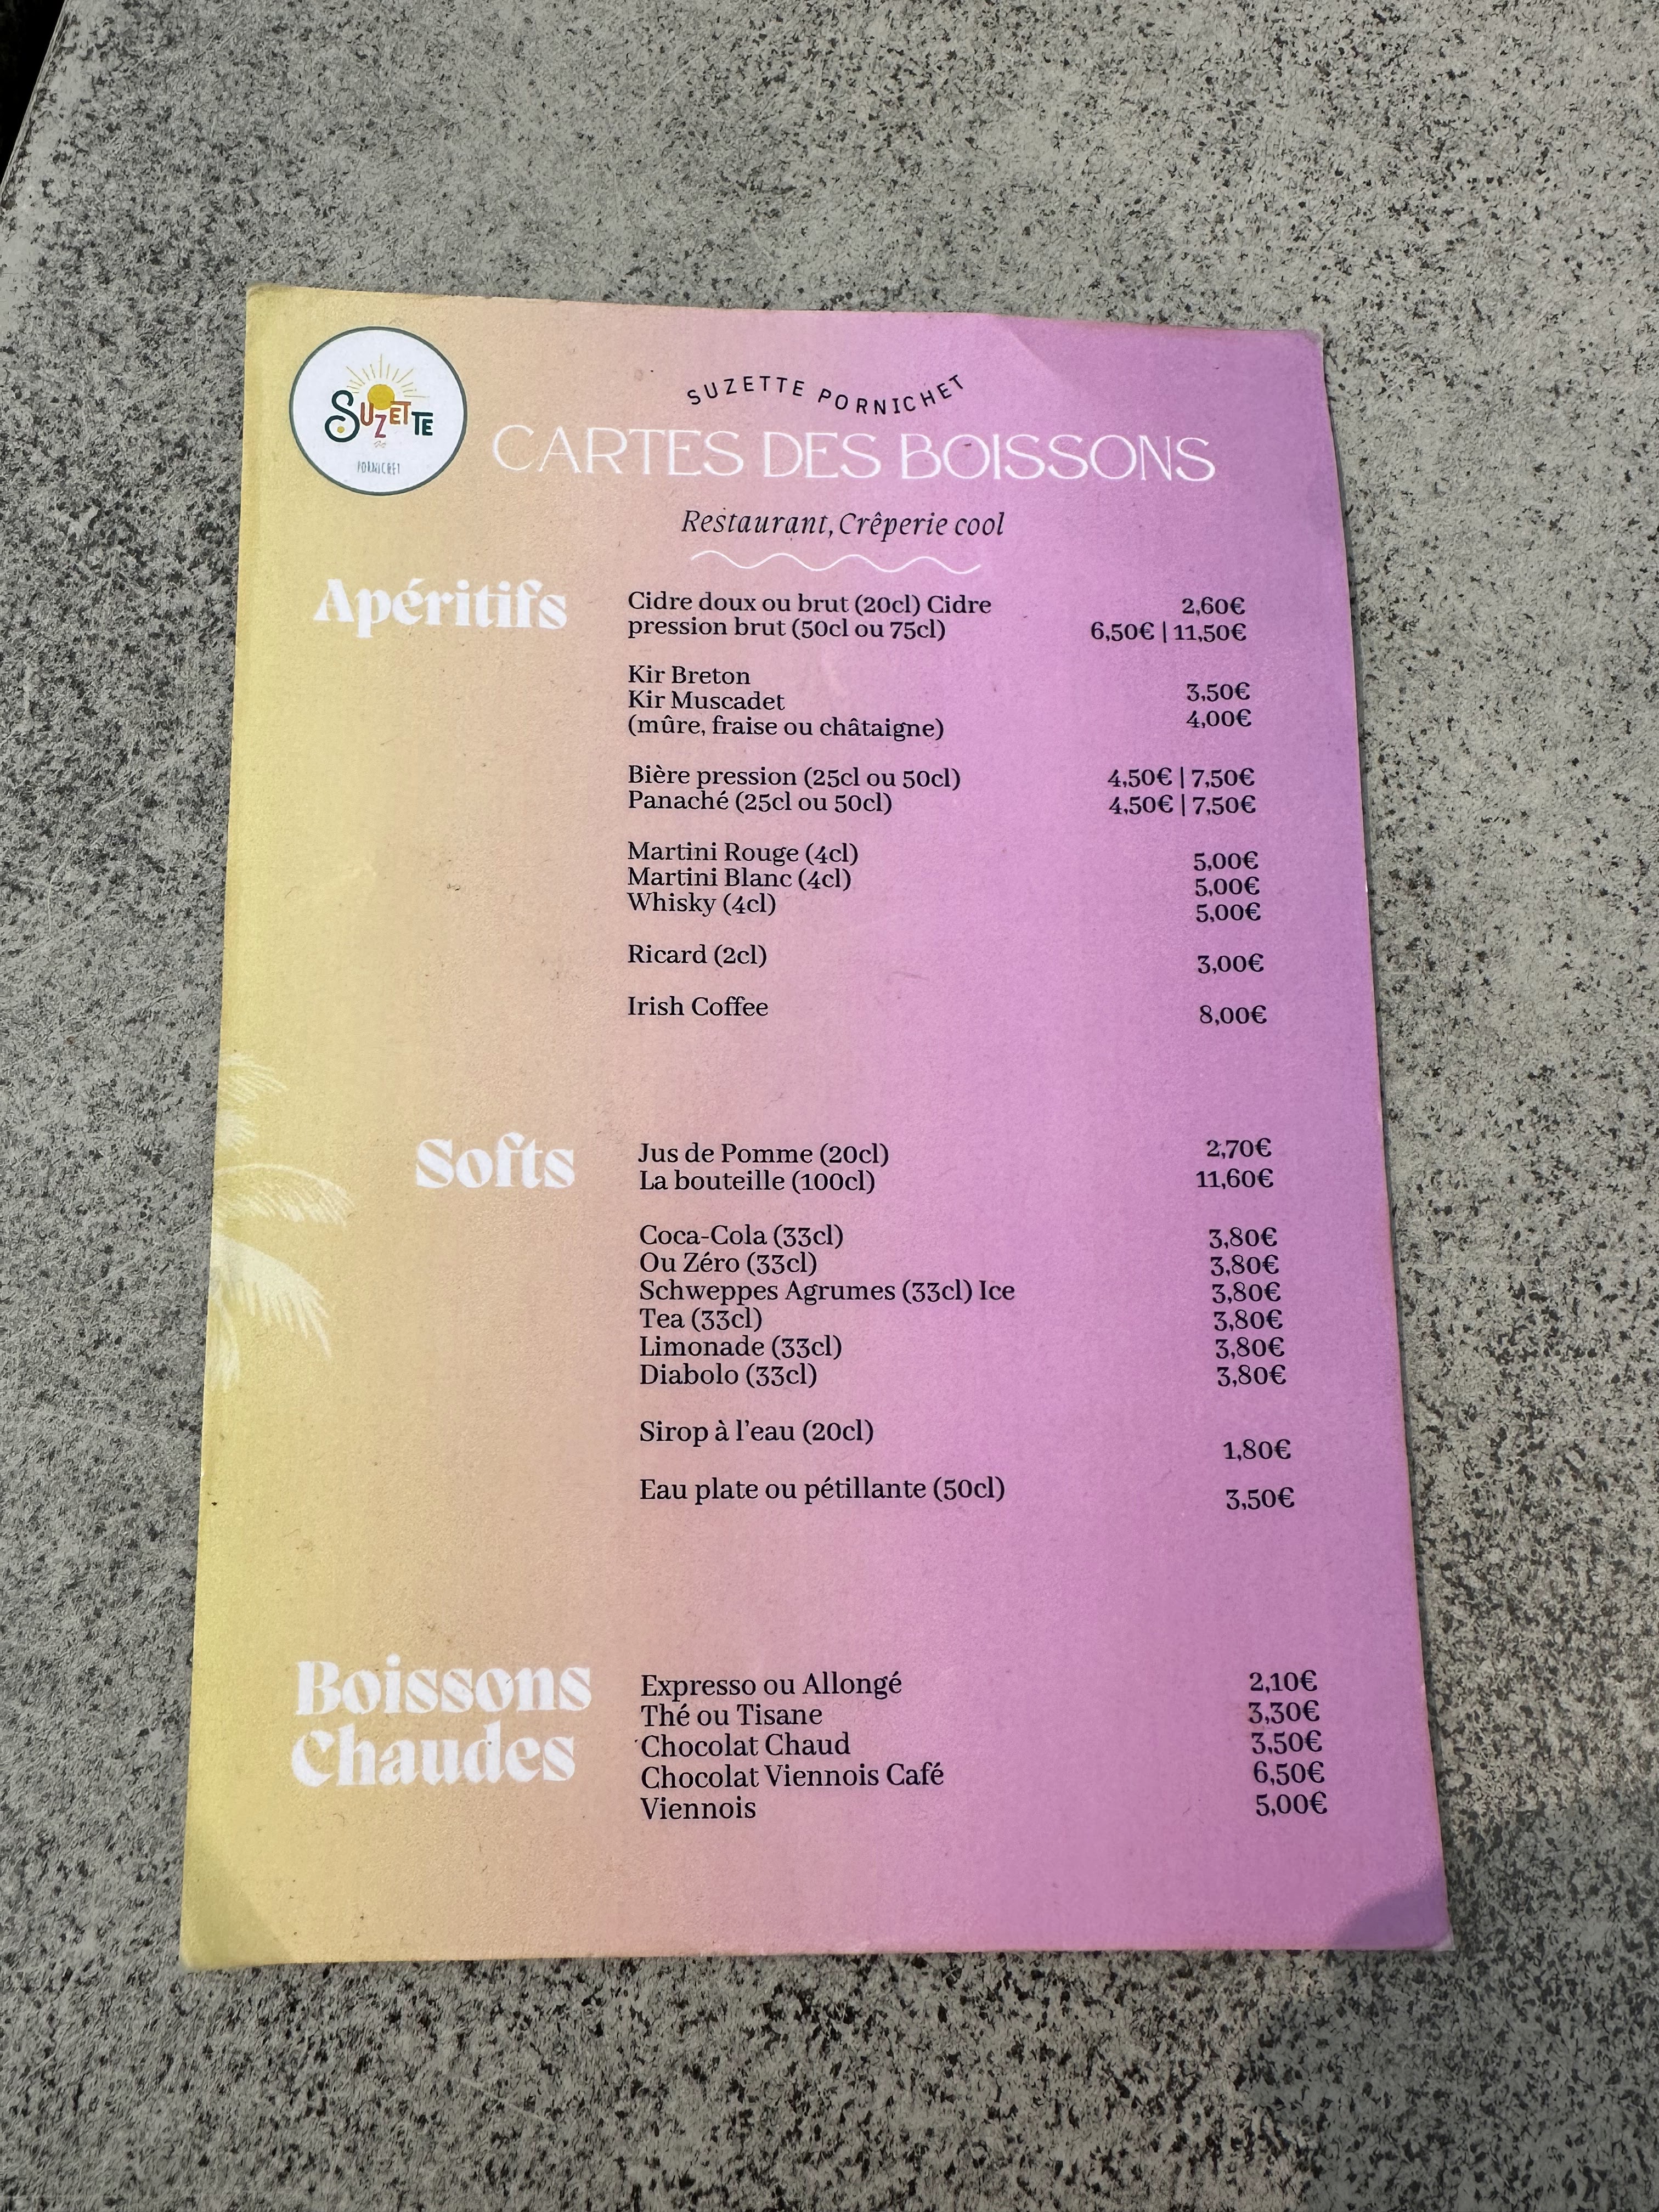 SUZETTE
PORNICHET
SUZETTE PORNICHET
CARTES DES BOISSONS
Restaurant, Crêperie cool
Apéritifs
Cidre doux ou brut (20cl) Cidre 2,60€
pression brut (50cl ou 75cl) 6,50€ | 11,50€
Kir Breton 3,50€
Kir Muscadet 4,00€
(mûre, fraise ou châtaigne)
Bière pression (25cl ou 50cl) 4,50€ | 7,50€
Panaché (25cl ou 50cl) 4,50€ | 7,50€
Martini Rouge (4cl) 5,00€
Martini Blanc (4cl) 5,00€
Whisky (4cl) 5,00€
Ricard (2cl) 3,00€
Irish Coffee 8,00€
Softs
Jus de Pomme (20cl) 2,70€
La bouteille (100cl) 11,60€
Coca-Cola (33cl) 3,80€
Ou Zéro (33cl) 3,80€
Schweppes Agrumes (33cl) Ice 3,80€
Tea (33cl) 3,80€
Limonade (33cl) 3,80€
Diabolo (33cl) 3,80€
Sirop à l'eau (20cl) 1,80€
Eau plate ou pétillante (50cl) 3,50€
Boissons
Chaudes
Expresso ou Allongé 2,10€
Thé ou Tisane 3,30€
Chocolat Chaud 3,50€
Chocolat Viennois Café 6,50€
Viennois 5,00€